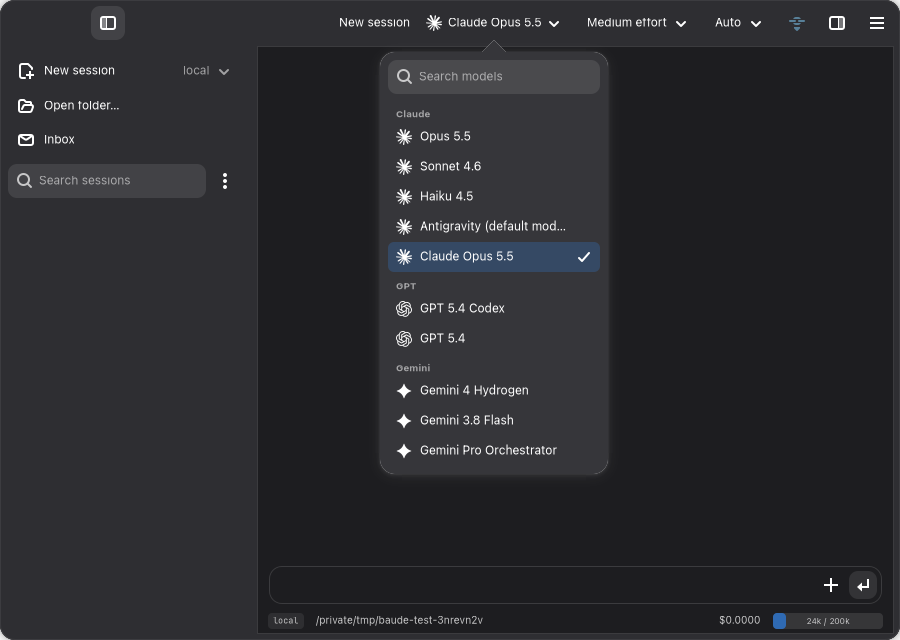 New session
Claude Opus 5.5
Medium effort
Auto
New session
local
Open folder...
Inbox
Search sessions
Search models
Claude
Opus 5.5
Sonnet 4.6
Haiku 4.5
Antigravity (default mod...
Claude Opus 5.5
GPT
GPT 5.4 Codex
GPT 5.4
Gemini
Gemini 4 Hydrogen
Gemini 3.8 Flash
Gemini Pro Orchestrator
local
/private/tmp/baude-test-3nrevn2v
$0.0000
24k / 200k